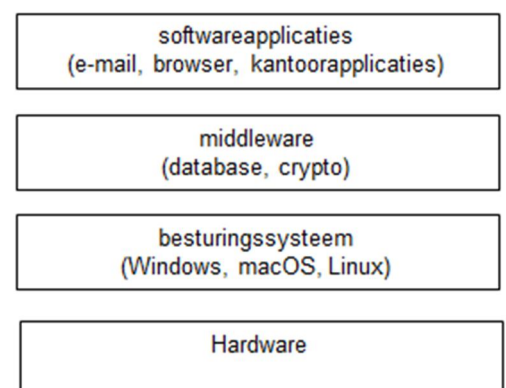 softwareapplicaties
(e-mail, browser, kantoorapplicaties)
middleware
(database, crypto)
besturingssysteem
(Windows, macOS, Linux)
Hardware